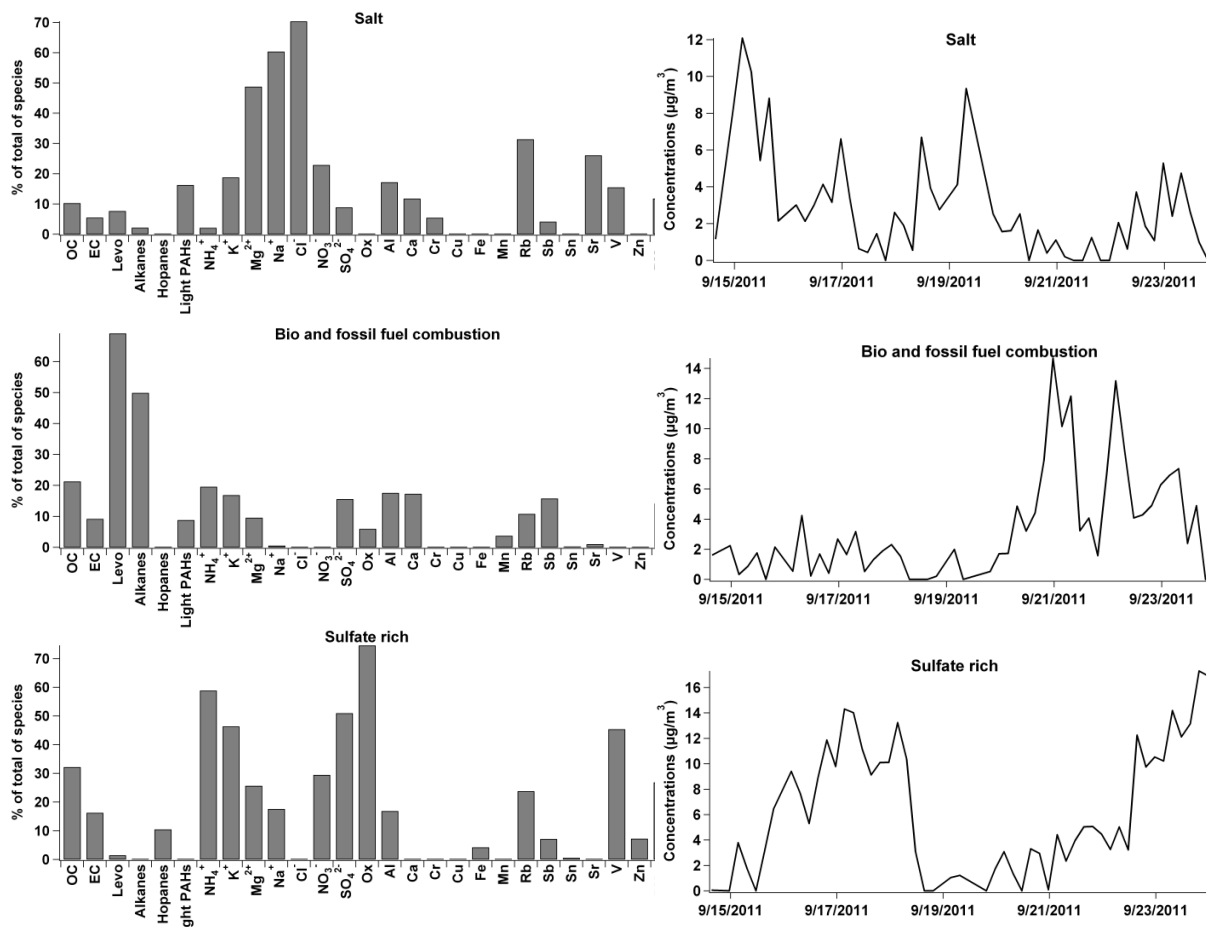 Salt
% of total of species
70
60
50
40
30
20
10
0
OC EC Levo Alkanes Hopanes Light PAHs NH₄⁺ K⁺ Mg²⁺ Na⁺ Cl⁻ NO₃⁻ SO₄²⁻ Ox Al Ca Cr Cu Fe Mn Rb Sb Sn Sr V Zn
Salt
Concentrations (µg/m³)
12
10
8
6
4
2
0
9/15/2011 9/17/2011 9/19/2011 9/21/2011 9/23/2011
Bio and fossil fuel combustion
% of total of species
60
50
40
30
20
10
0
OC EC Levo Alkanes Hopanes Light PAHs NH₄⁺ K⁺ Mg²⁺ Na⁺ Cl⁻ NO₃⁻ SO₄²⁻ Ox Al Ca Cr Cu Fe Mn Rb Sb Sn Sr V Zn
Bio and fossil fuel combustion
Concentrations (µg/m³)
14
12
10
8
6
4
2
0
9/15/2011 9/17/2011 9/19/2011 9/21/2011 9/23/2011
Sulfate rich
% of total of species
70
60
50
40
30
20
10
0
OC EC Levo Alkanes Hopanes Light PAHs NH₄⁺ K⁺ Mg²⁺ Na⁺ Cl⁻ NO₃⁻ SO₄²⁻ Ox Al Ca Cr Cu Fe Mn Rb Sb Sn Sr V Zn
Sulfate rich
Concentrations (µg/m³)
16
14
12
10
8
6
4
2
0
9/15/2011 9/17/2011 9/19/2011 9/21/2011 9/23/2011